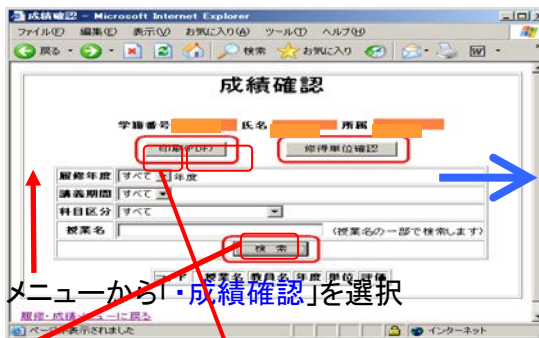 成績確認 - Microsoft Internet Explorer
ファイル(F) 編集(E) 表示(V) お気に入り(A) ツール(T) ヘルプ(H)
戻る 検索 お気に入り
成績確認
学籍番号 氏名 所属
印刷(PDF) 修得単位確認
履修年度 すべて 年度
講義期間 すべて
科目区分 すべて
授業名 (授業名の一部で検索します)
検 索
授業名 教員名 年度 単位 評価
メニューから「・成績確認」を選択
履修・成績メニューに戻る
ページが表示されました インターネット